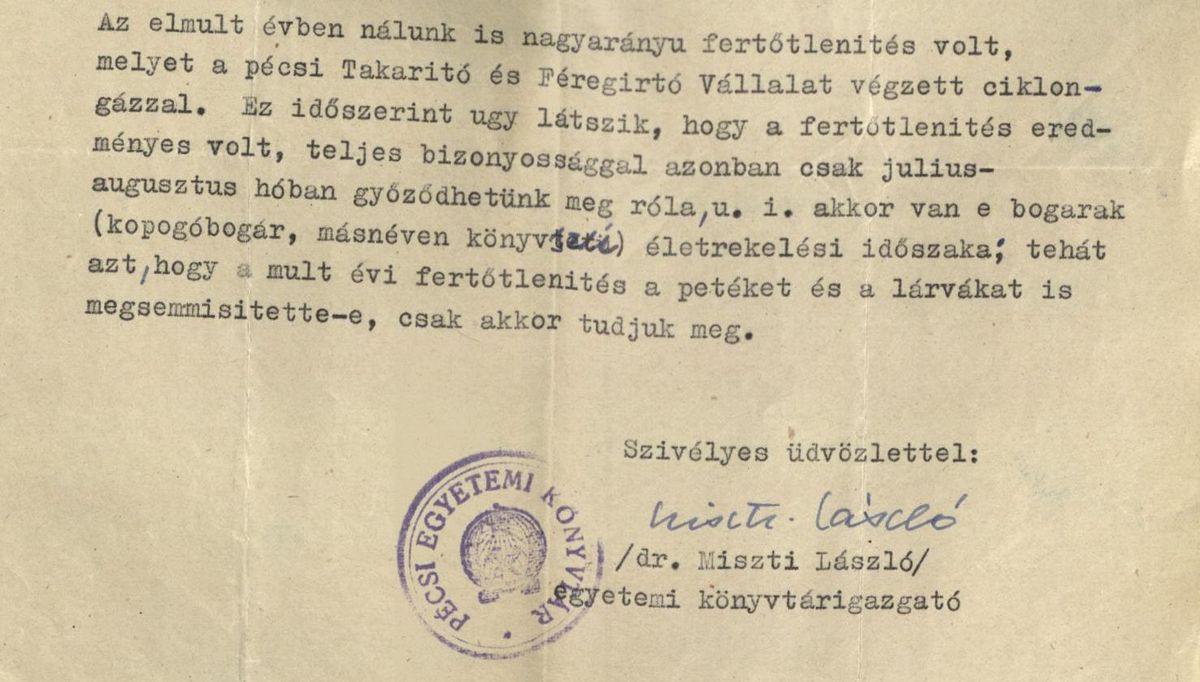 Az elmult évben nálunk is nagyarányu fertőtlenités volt,
melyet a pécsi Takaritó és Féregirtó Vállalat végzett ciklon-
gázzal. Ez időszerint ugy látszik, hogy a fertőtlenités ered-
ményes volt, teljes bizonyossággal azonban csak julius-
augusztus hóban győződhetünk meg róla, u. i. akkor van e bogarak
(kopogóbogár, másnéven könyvszú) életrekelési időszaka; tehát
azt, hogy a mult évi fertőtlenités a petéket és a lárvákat is
megsemmisitette-e, csak akkor tudjuk meg.
Szivélyes üdvözlettel:
Miszti László
/dr. Miszti László/
egyetemi könyvtárigazgató
PÉCSI EGYETEMI KÖNYVTÁR